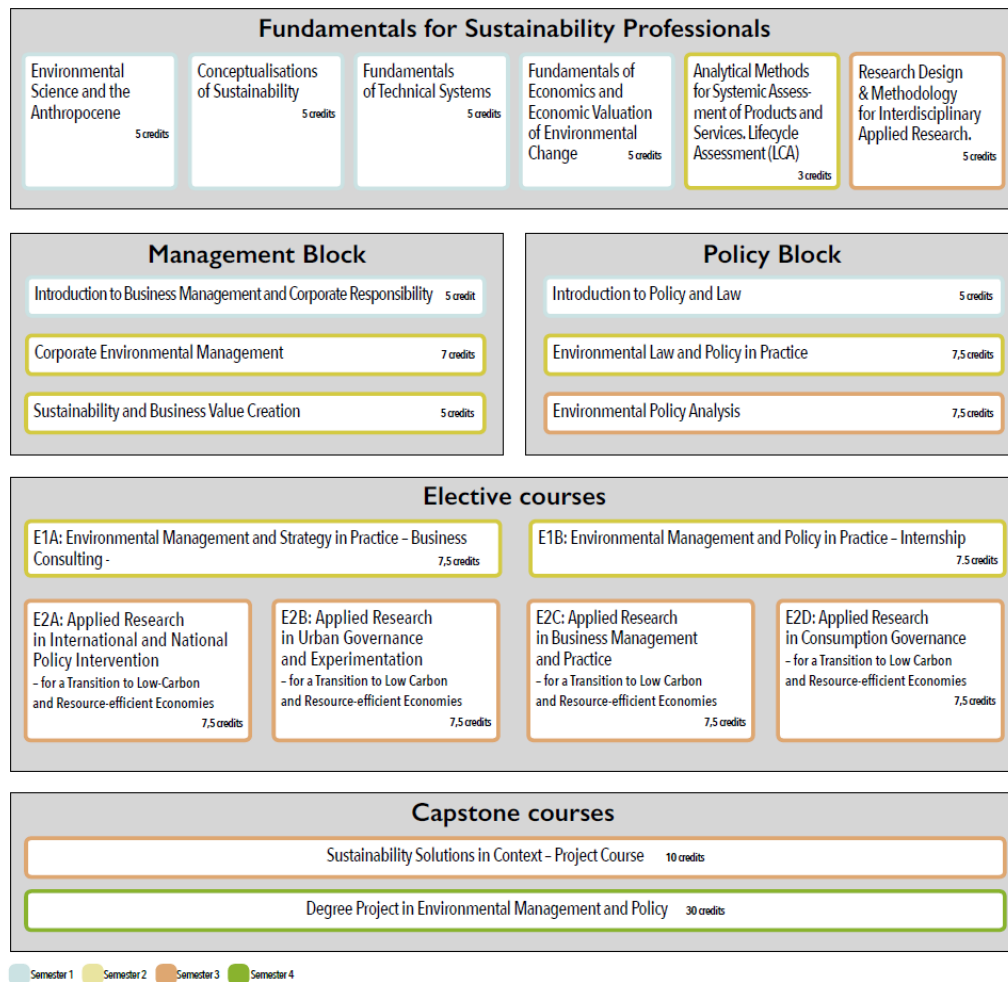 Fundamentals for Sustainability Professionals
Environmental
Science and the
Anthropocene
5 credits
Conceptualisations
of Sustainability
5 credits
Fundamentals
of Technical Systems
5 credits
Fundamentals of
Economics and
Economic Valuation
of Environmental
Change 5 credits
Analytical Methods
for Systemic Assess-
ment of Products and
Services. Lifecycle
Assessment (LCA)
3 credits
Research Design
& Methodology
for Interdisciplinary
Applied Research.
5 credits
Management Block
Introduction to Business Management and Corporate Responsibility 5 credit
Corporate Environmental Management 7 credits
Sustainability and Business Value Creation 5 credits
Policy Block
Introduction to Policy and Law 5 credits
Environmental Law and Policy in Practice 7,5 credits
Environmental Policy Analysis 7,5 credits
Elective courses
E1A: Environmental Management and Strategy in Practice – Business
Consulting - 7,5 credits
E1B: Environmental Management and Policy in Practice – Internship
7.5 credits
E2A: Applied Research
in International and National
Policy Intervention
– for a Transition to Low-Carbon
and Resource-efficient Economies
7,5 credits
E2B: Applied Research
in Urban Governance
and Experimentation
– for a Transition to Low Carbon
and Resource-efficient Economies
7,5 credits
E2C: Applied Research
in Business Management
and Practice
– for a Transition to Low Carbon
and Resource-efficient Economies
7,5 credits
E2D: Applied Research
in Consumption Governance
– for a Transition to Low Carbon
and Resource-efficient Economies
7,5 credits
Capstone courses
Sustainability Solutions in Context – Project Course 10 credits
Degree Project in Environmental Management and Policy 30 credits
Semester 1 Semester 2 Semester 3 Semester 4